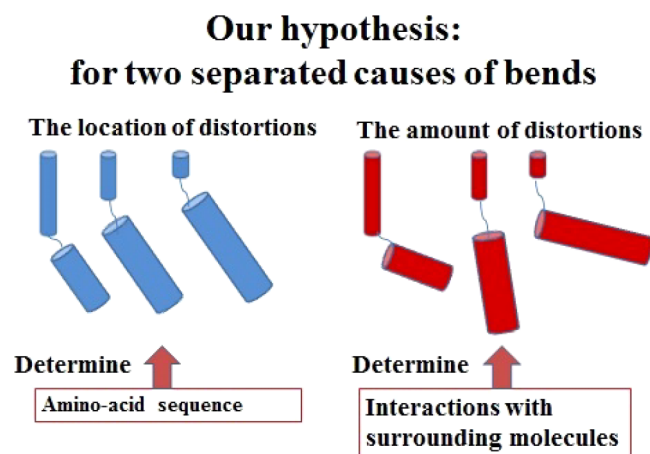 Our hypothesis:
for two separated causes of bends
The location of distortions
The amount of distortions
Determine
Amino-acid sequence
Determine
Interactions with
surrounding molecules